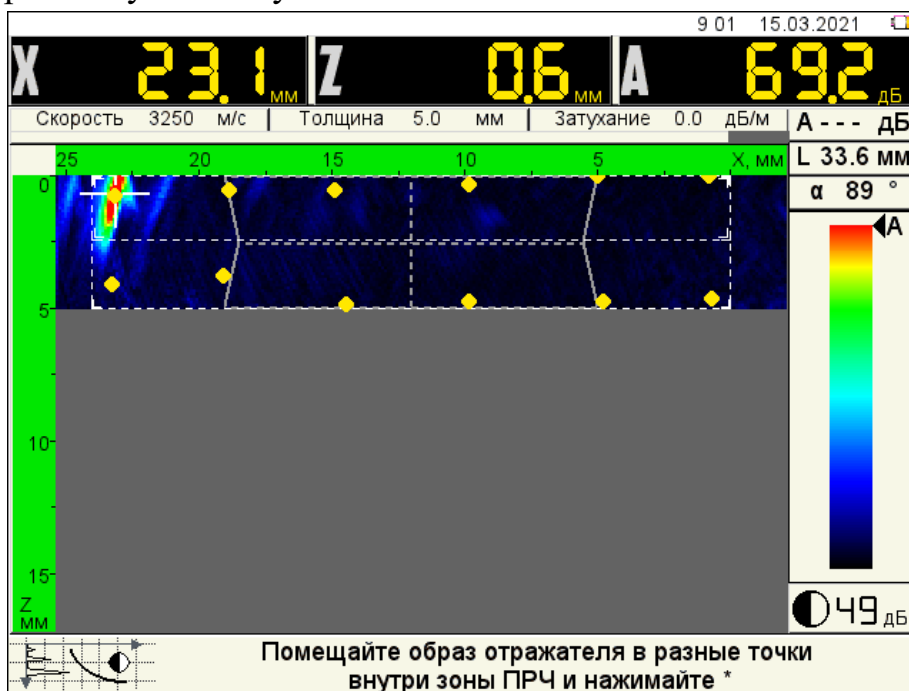 9 01 15.03.2021
X 23.1 мм Z 0.6 мм A 69.2 дБ
Скорость 3250 м/с Толщина 5.0 мм Затухание 0.0 дБ/м
A - - - дБ
L 33.6 мм
α 89 °
25 20 15 10 5 X, мм
0
5
10
15
Z
мм
A
49 дБ
Помещайте образ отражателя в разные точки
внутри зоны ПРЧ и нажимайте *